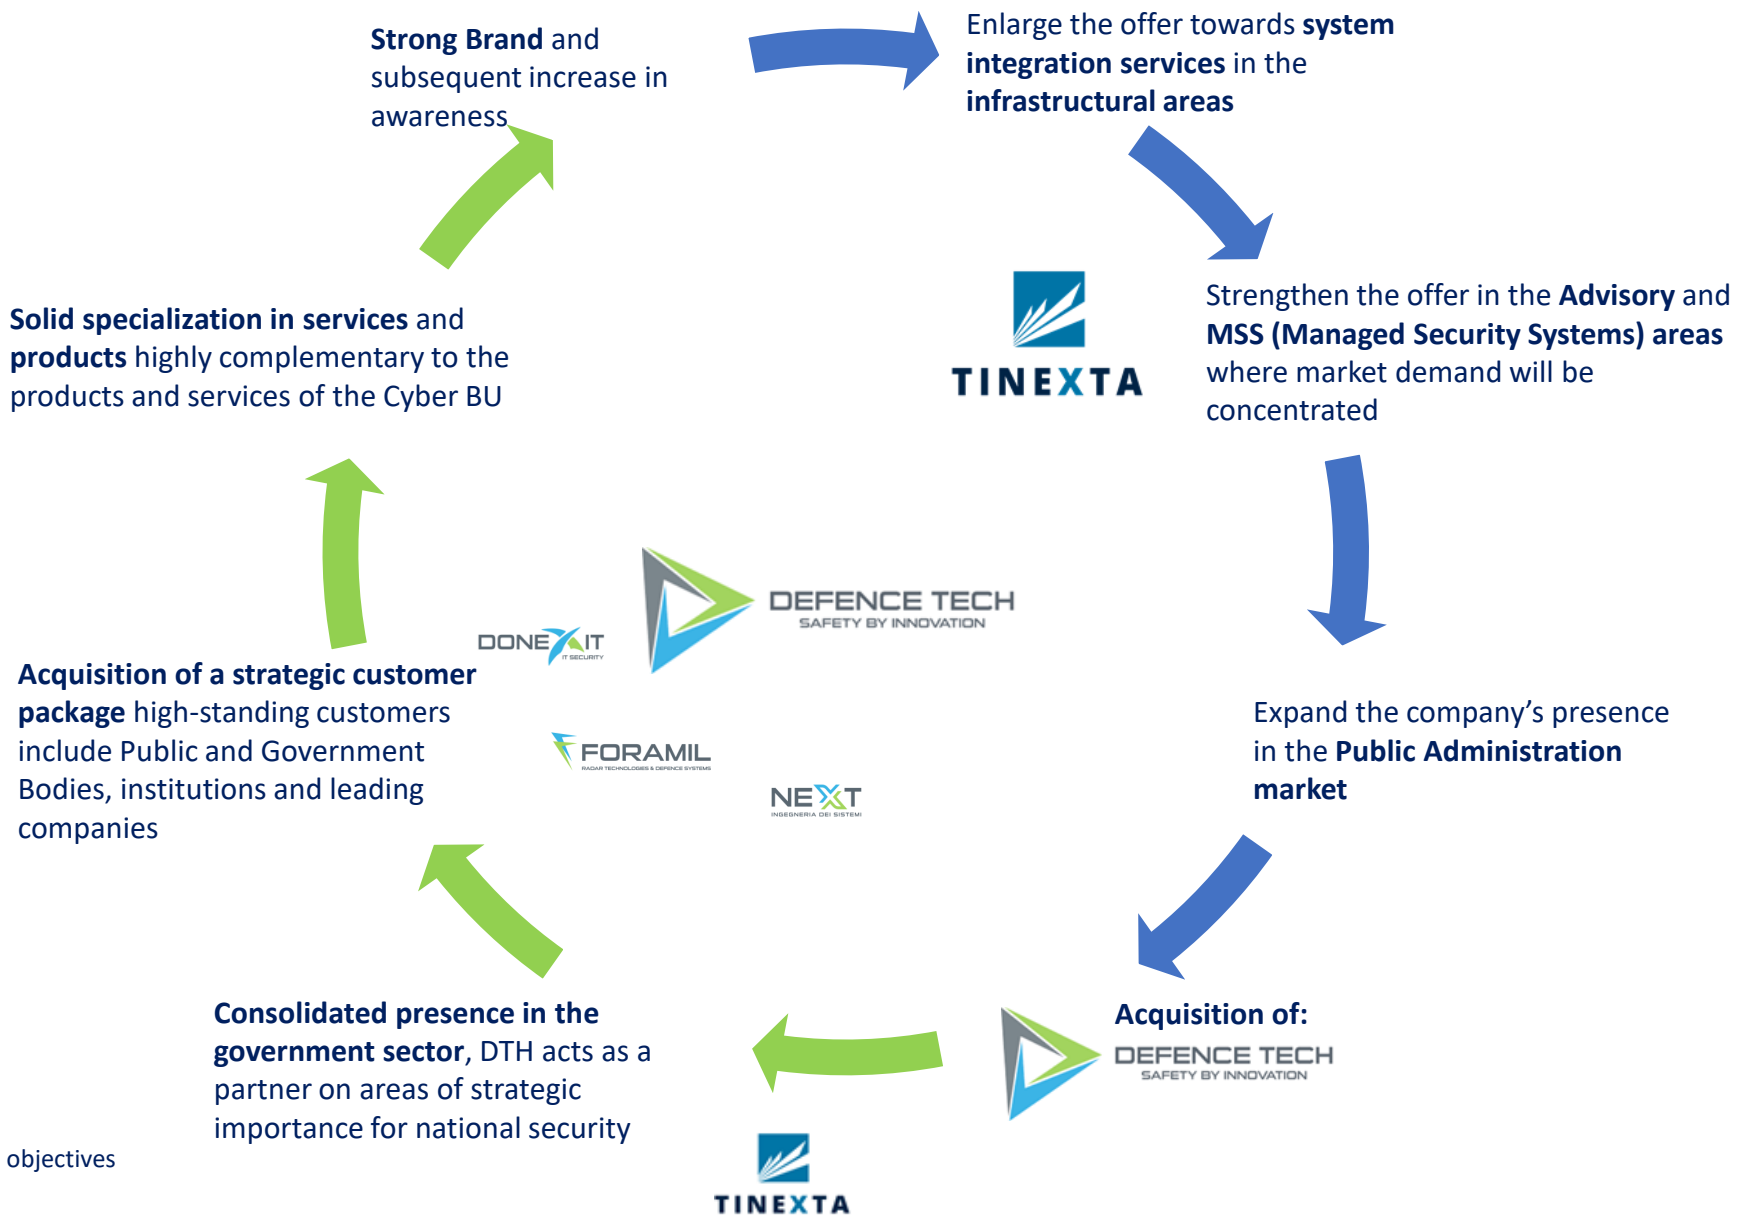 Strong Brand and
subsequent increase in
awareness
Enlarge the offer towards system
integration services in the
infrastructural areas
Solid specialization in services and
products highly complementary to the
products and services of the Cyber BU
TINEXTA
Strengthen the offer in the Advisory and
MSS (Managed Security Systems) areas
where market demand will be
concentrated
DEFENCE TECH
SAFETY BY INNOVATION
DONEXIT
IT SECURITY
Acquisition of a strategic customer
package high-standing customers
include Public and Government
Bodies, institutions and leading
companies
FORAMIL
RADAR TECHNOLOGIES & DEFENCE SYSTEMS
NEXT
INGEGNERIA DEI SISTEMI
Expand the company’s presence
in the Public Administration
market
Consolidated presence in the
government sector, DTH acts as a
partner on areas of strategic
importance for national security
Acquisition of:
DEFENCE TECH
SAFETY BY INNOVATION
objectives
TINEXTA